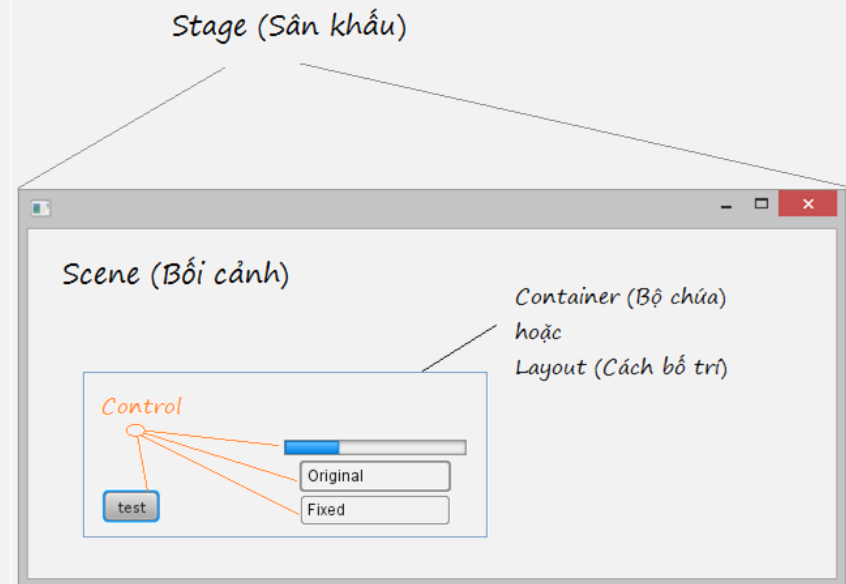 Stage (Sân khấu)
Scene (Bối cảnh)
Container (Bộ chứa)
hoặc
Layout (Cách bố trí)
Control
Original
test
Fixed